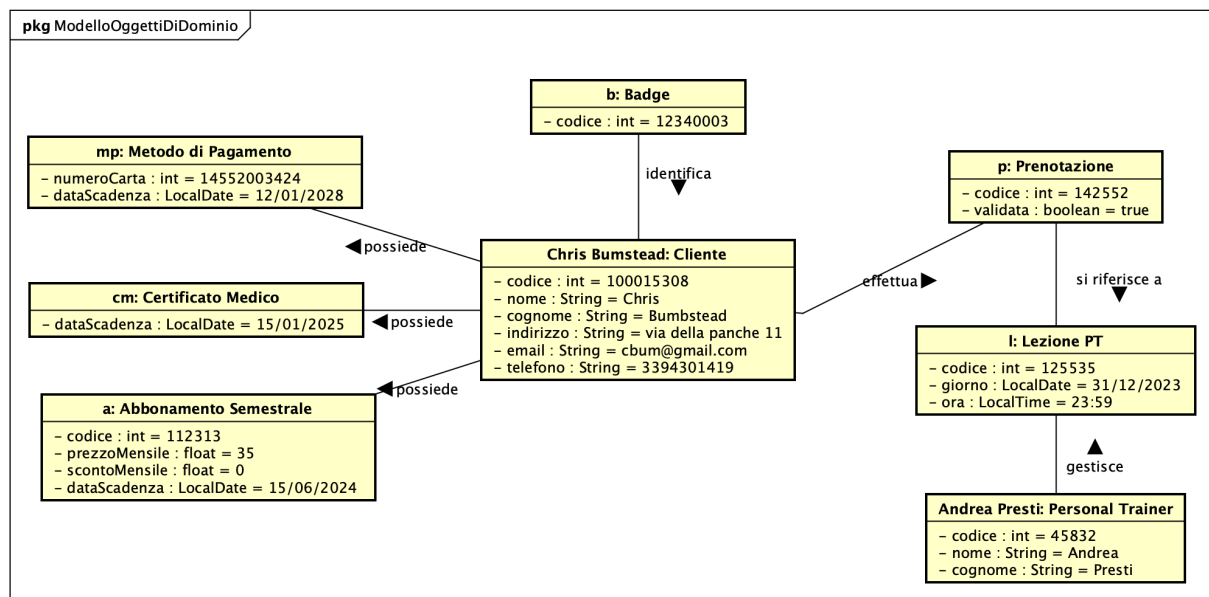 pkg ModelloOggettiDiDominio
b: Badge
- codice : int = 12340003
identifica
mp: Metodo di Pagamento
- numeroCarta : int = 14552003424
- dataScadenza : LocalDate = 12/01/2028
possiede
cm: Certificato Medico
- dataScadenza : LocalDate = 15/01/2025
possiede
a: Abbonamento Semestrale
- codice : int = 112313
- prezzoMensile : float = 35
- scontoMensile : float = 0
- dataScadenza : LocalDate = 15/06/2024
possiede
Chris Bumstead: Cliente
- codice : int = 100015308
- nome : String = Chris
- cognome : String = Bumbstead
- indirizzo : String = via della panche 11
- email : String = cbum@gmail.com
- telefono : String = 3394301419
effettua
p: Prenotazione
- codice : int = 142552
- validata : boolean = true
si riferisce a
l: Lezione PT
- codice : int = 125535
- giorno : LocalDate = 31/12/2023
- ora : LocalTime = 23:59
gestisce
Andrea Presti: Personal Trainer
- codice : int = 45832
- nome : String = Andrea
- cognome : String = Presti